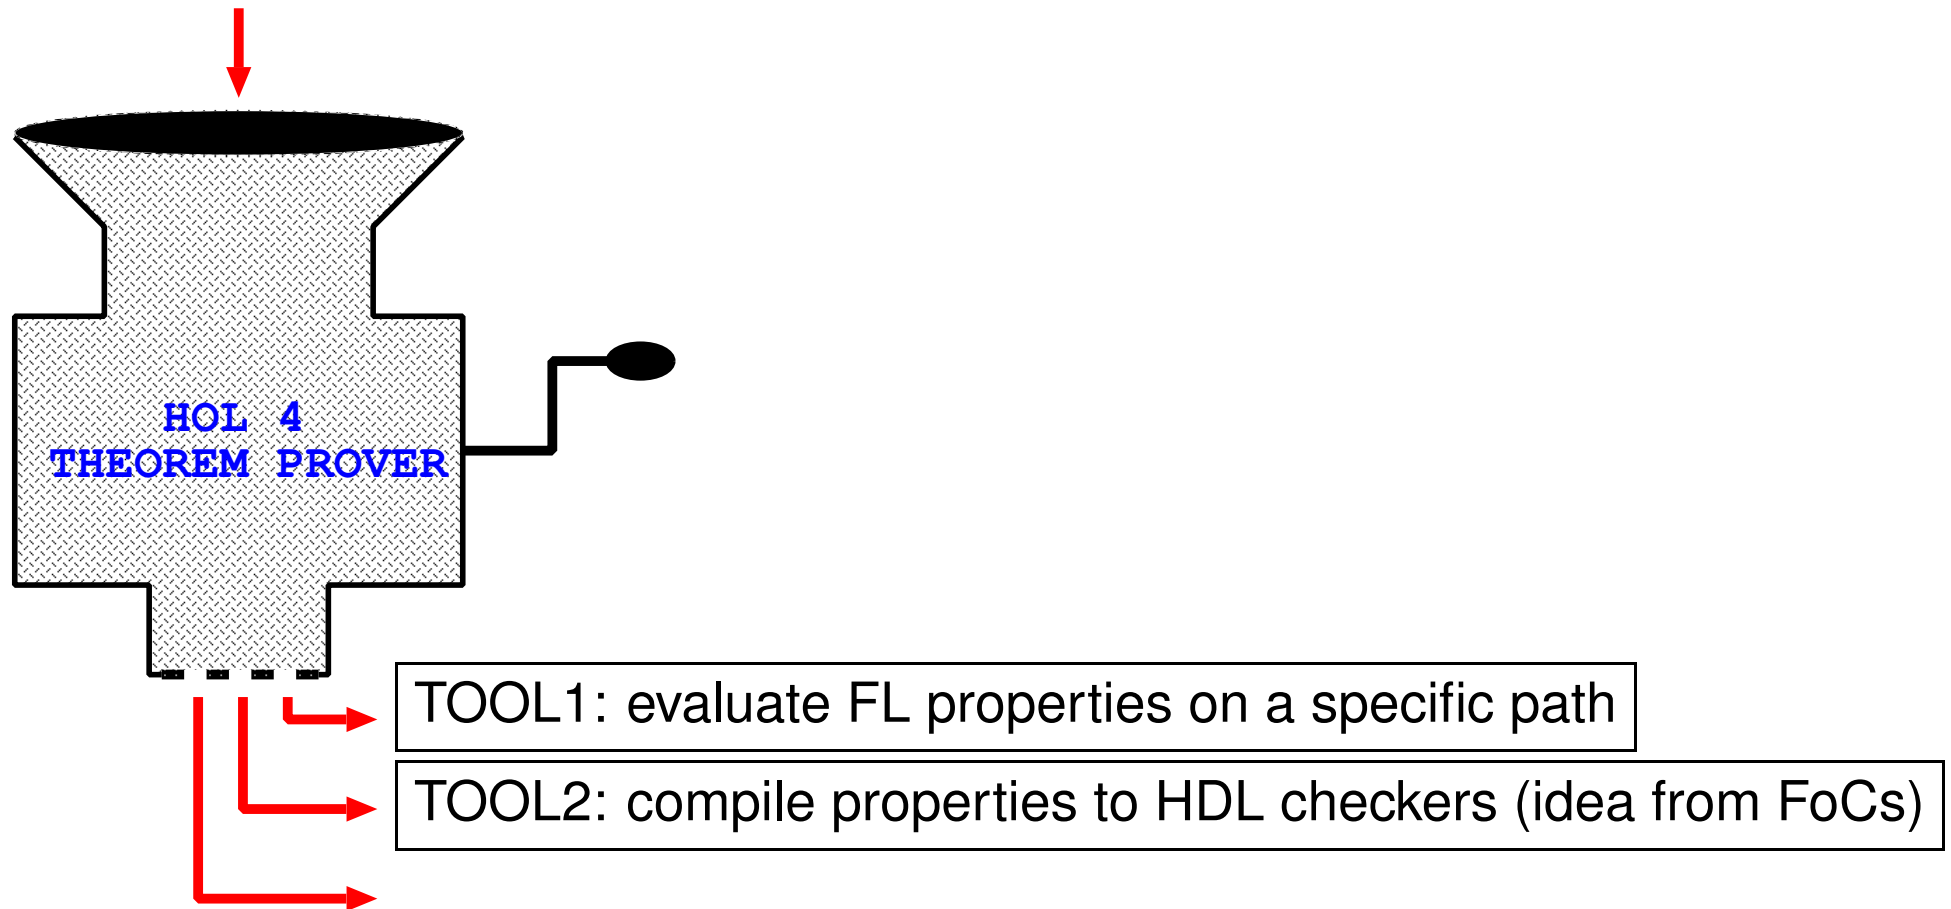 HOL 4
THEOREM PROVER
TOOL1: evaluate FL properties on a specific path
TOOL2: compile properties to HDL checkers (idea from FoCs)